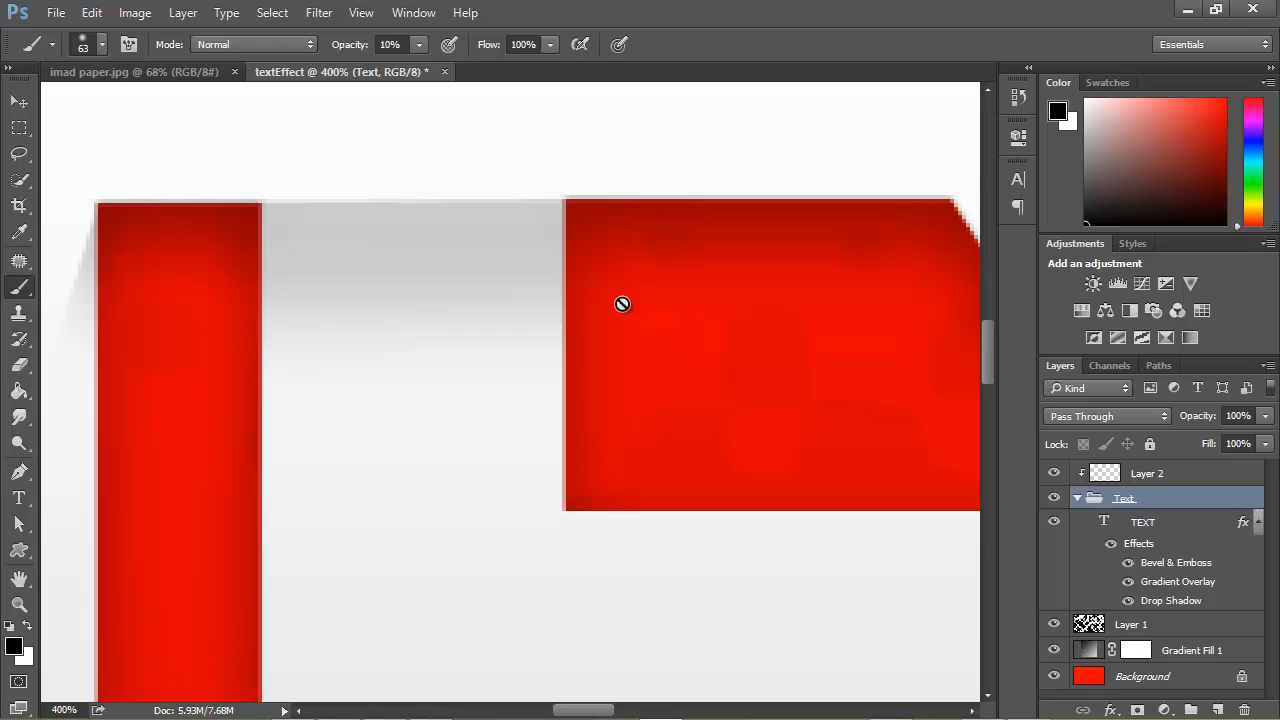 Ps File Edit Image Layer Type Select Filter View Window Help
63 Mode: Normal Opacity: 10% Flow: 100% Essentials
imad paper.jpg @ 68% (RGB/8#) × textEffect @ 400% (Text, RGB/8) * ×
Color Swatches
Adjustments Styles
Add an adjustment
Layers Channels Paths
Kind
Pass Through Opacity: 100%
Lock: Fill: 100%
Layer 2
Text
T TEXT fx
Effects
Bevel & Emboss
Gradient Overlay
Drop Shadow
Layer 1
Gradient Fill 1
Background
400% Doc: 5.93M/7.68M